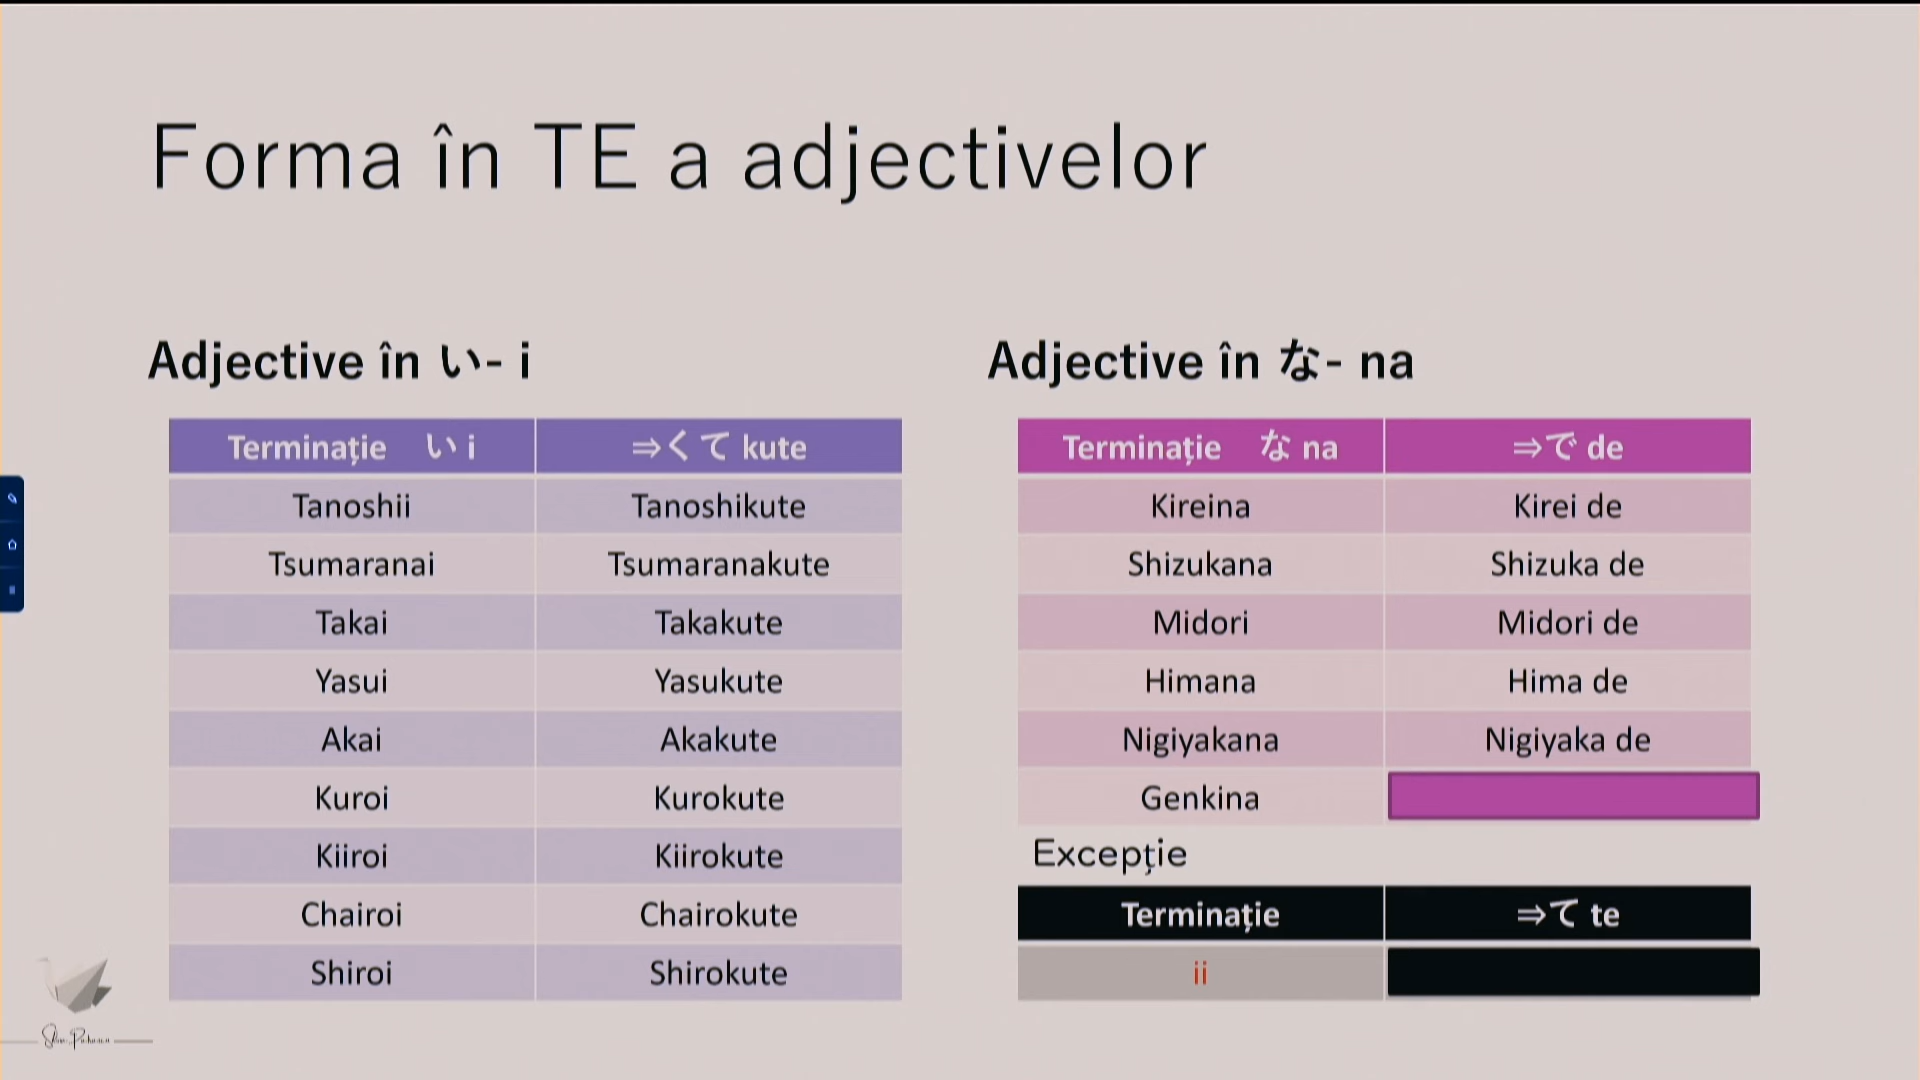 Forma în TE a adjectivelor
Adjective în い- i
Terminație い i ⇒くて kute
Tanoshii Tanoshikute
Tsumaranai Tsumaranakute
Takai Takakute
Yasui Yasukute
Akai Akakute
Kuroi Kurokute
Kiiroi Kiirokute
Chairoi Chairokute
Shiroi Shirokute
Adjective în な- na
Terminație な na ⇒で de
Kireina Kirei de
Shizukana Shizuka de
Midori Midori de
Himana Hima de
Nigiyakana Nigiyaka de
Genkina
Excepție
Terminație ⇒て te
ii